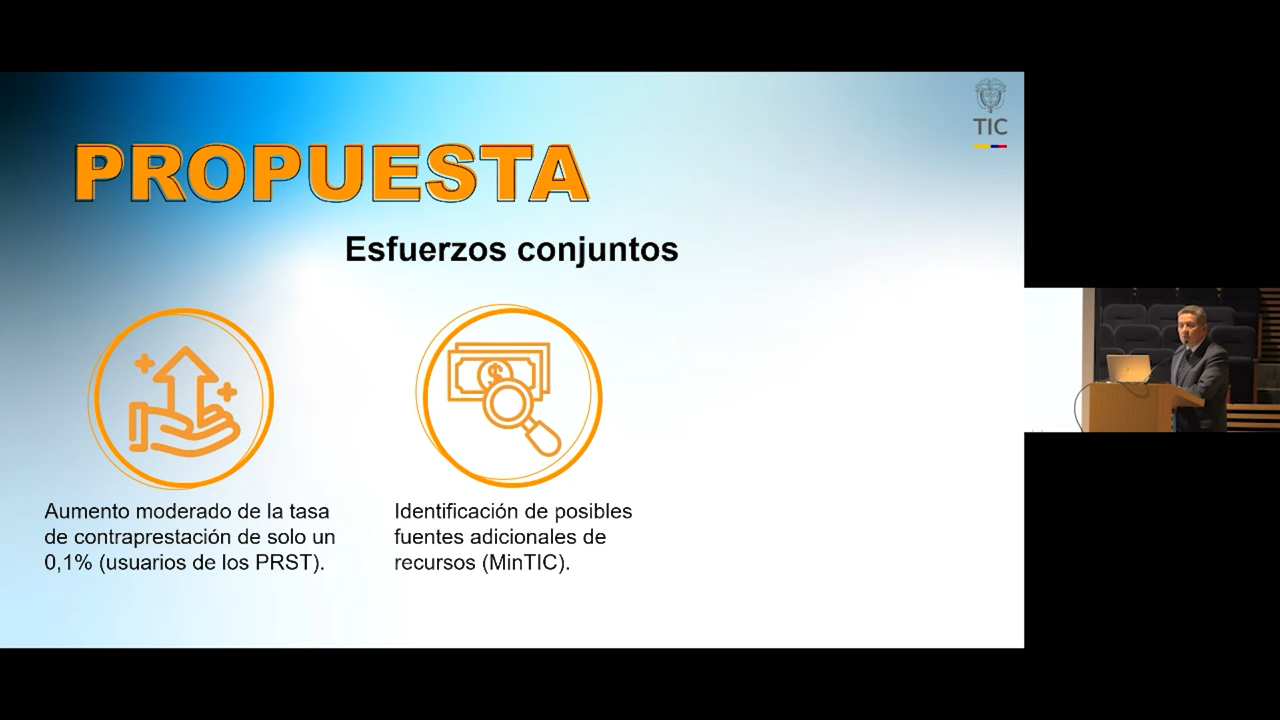 TIC
PROPUESTA
Esfuerzos conjuntos
Aumento moderado de la tasa
de contraprestación de solo un
0,1% (usuarios de los PRST).
Identificación de posibles
fuentes adicionales de
recursos (MinTIC).